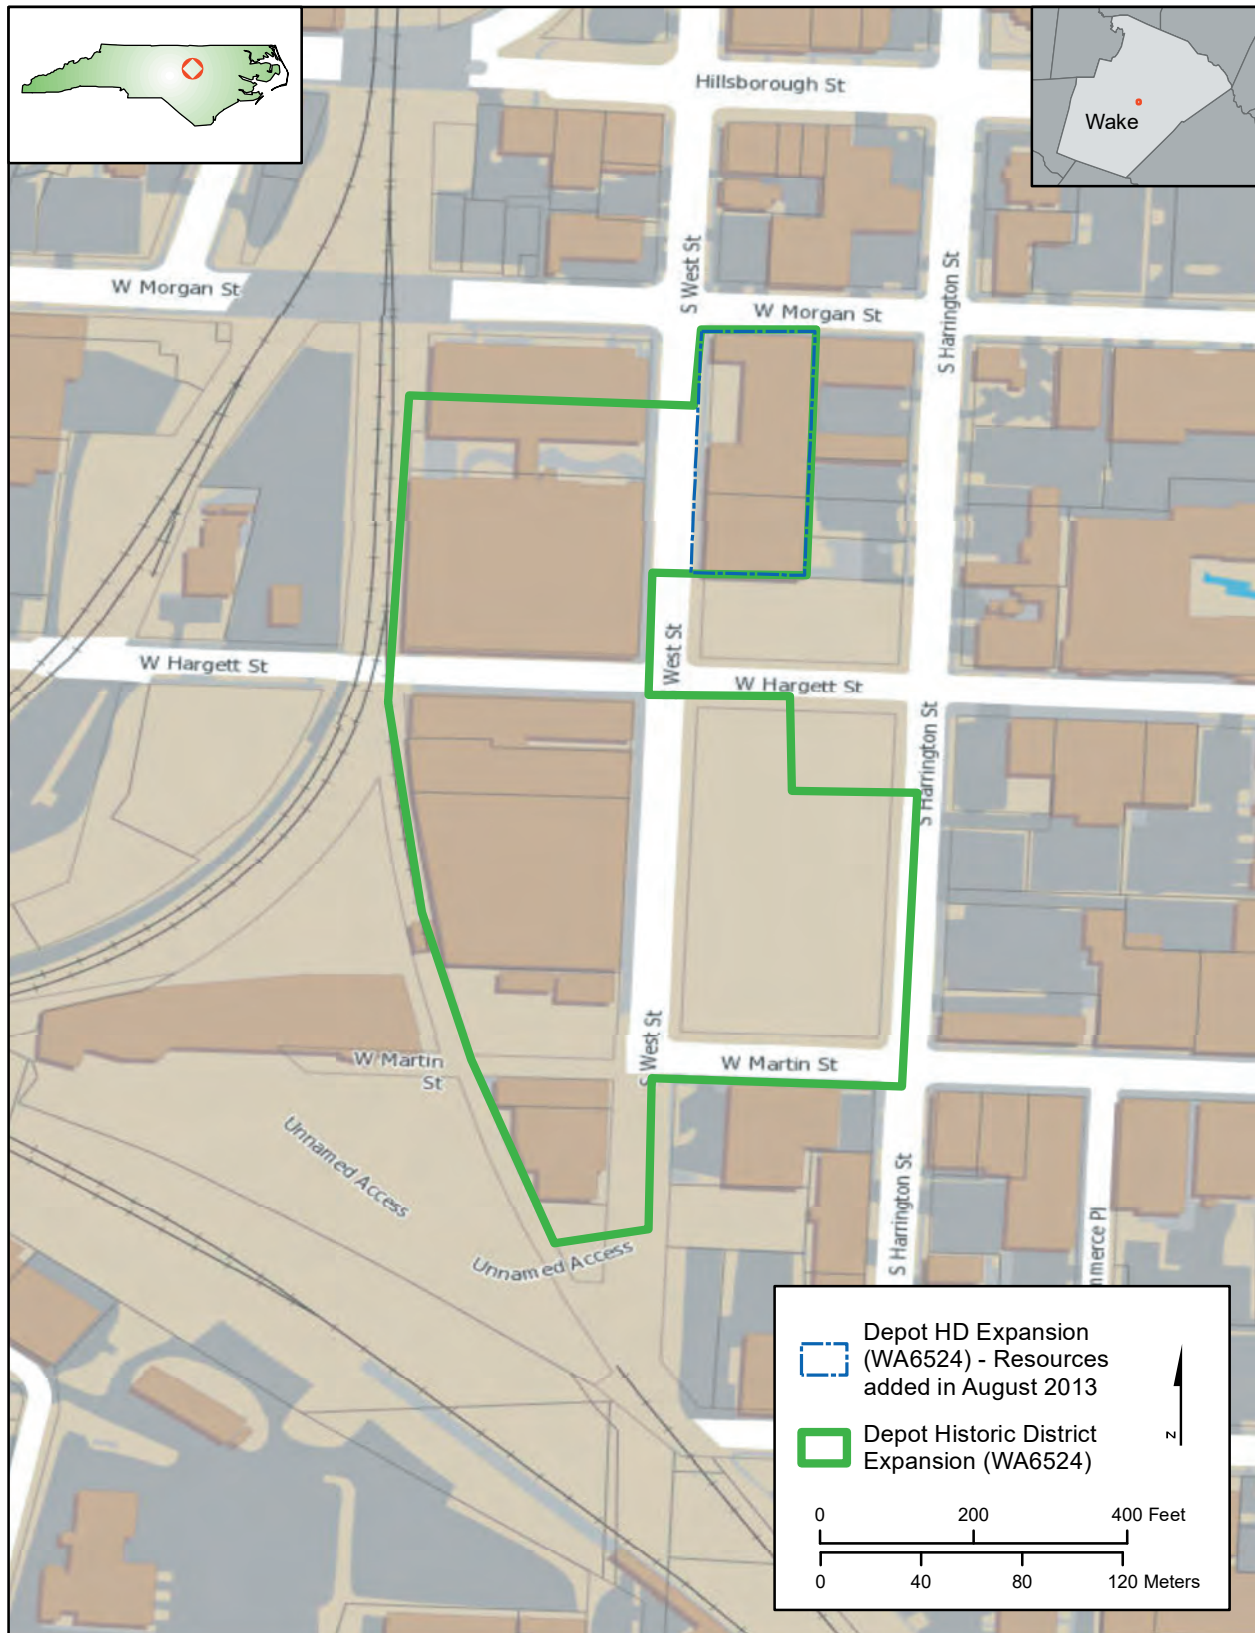 Wake
Hillsborough St
W Morgan St
S West St
W Morgan St
S Harrington St
W Hargett St
West St
W Hargett St
S Harrington St
S West St
W Martin St
W Martin
St
Unnamed Access
Unnamed Access
S Harrington St
mmerce Pl
Depot HD Expansion
(WA6524) - Resources
added in August 2013
Depot Historic District
Expansion (WA6524)
N
0 200 400 Feet
0 40 80 120 Meters